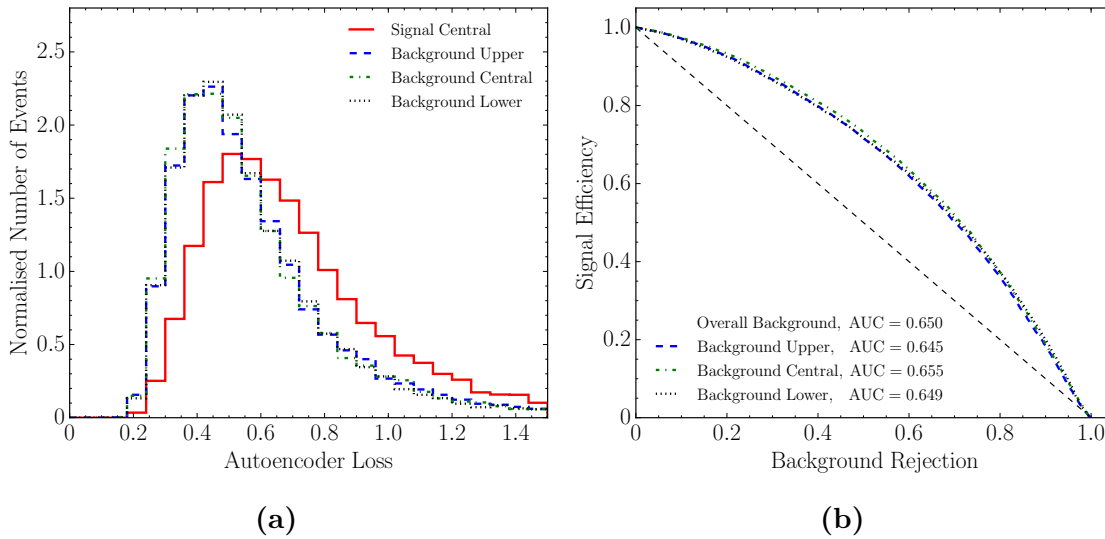 Normalised Number of Events
2.5
2.0
1.5
1.0
0.5
0
0
0.2
0.4
0.6
0.8
1.0
1.2
1.4
Autoencoder Loss
Signal Central
Background Upper
Background Central
Background Lower
(a)
Signal Efficiency
1.0
0.8
0.6
0.4
0.2
0
0
0.2
0.4
0.6
0.8
1.0
Background Rejection
Overall Background, AUC = 0.650
Background Upper, AUC = 0.645
Background Central, AUC = 0.655
Background Lower, AUC = 0.649
(b)